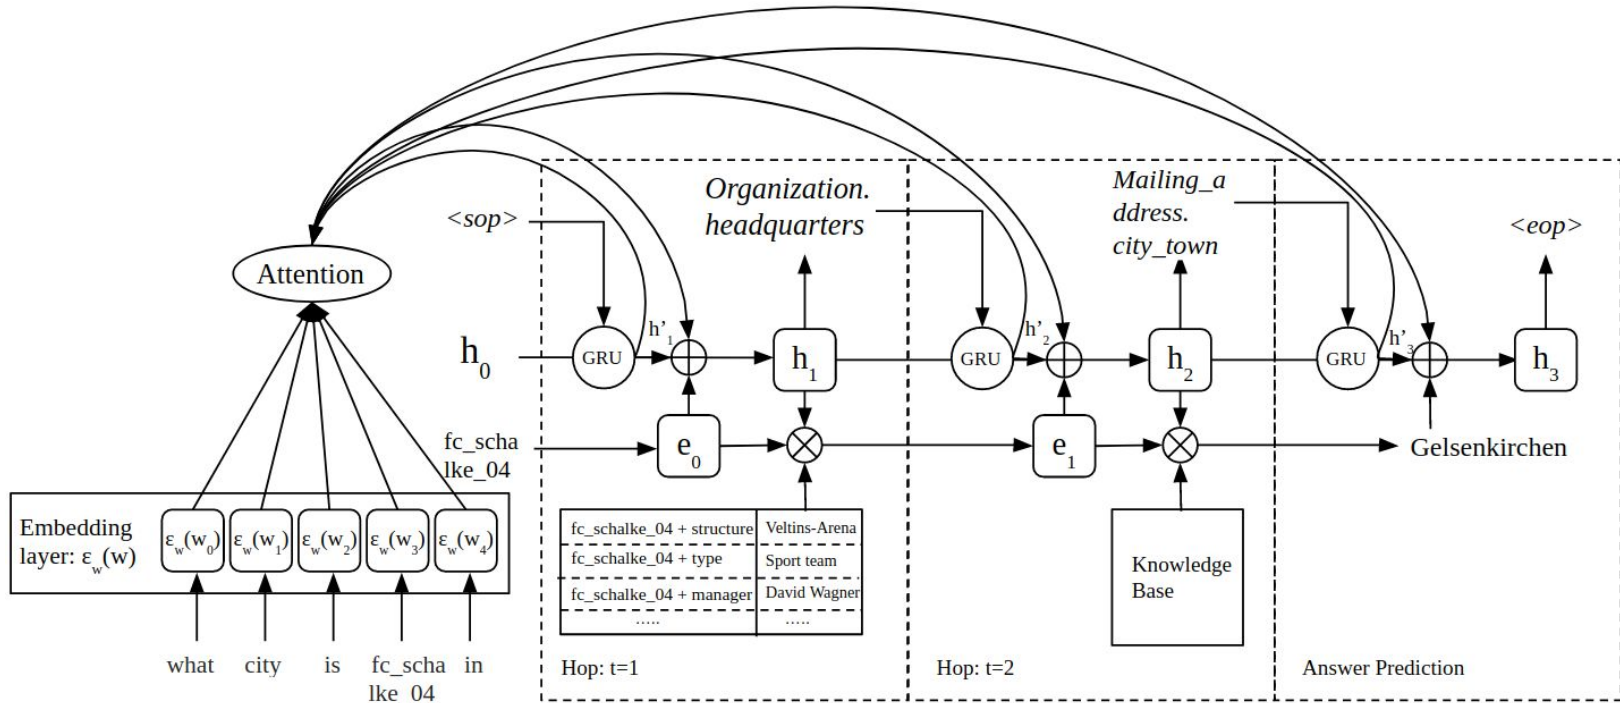 Organization.
headquarters
Mailing_a
ddress.
city_town
<sop>
<eop>
Attention
h0
GRU
h’1
h1
GRU
h’2
h2
GRU
h’3
h3
fc_scha
lke_04
e0
e1
Gelsenkirchen
Embedding
layer: εw(w)
εw(w0)
εw(w1)
εw(w2)
εw(w3)
εw(w4)
fc_schalke_04 + structure
Veltins-Arena
fc_schalke_04 + type
Sport team
fc_schalke_04 + manager
David Wagner
.....
.....
Knowledge
Base
what
city
is
fc_scha
lke_04
in
Hop: t=1
Hop: t=2
Answer Prediction